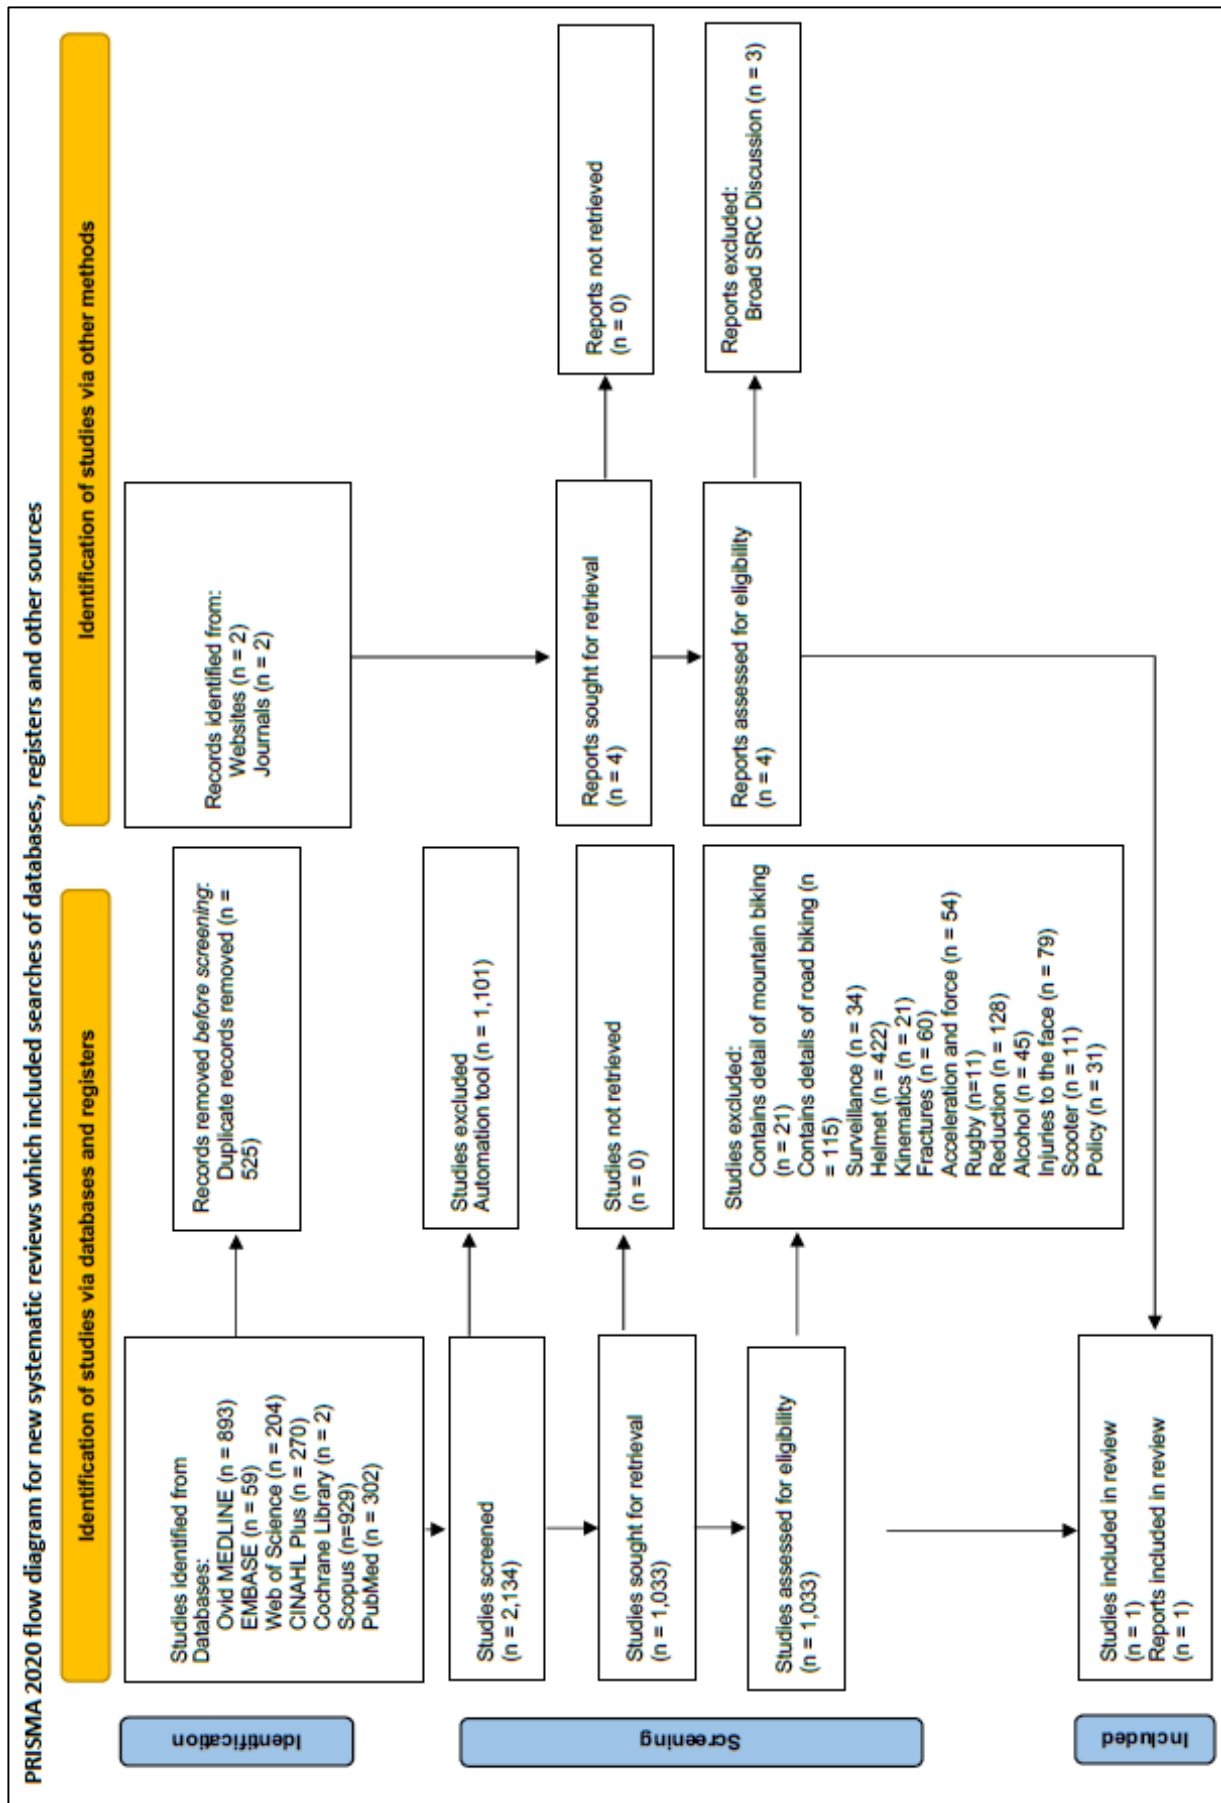 PRISMA 2020 flow diagram for new systematic reviews which included searches of databases, registers and other sources
Identification of studies via databases and registers
Identification of studies via other methods
Identification
Studies identified from
Databases:
Ovid MEDLINE (n = 893)
EMBASE (n = 59)
Web of Science (n = 204)
CINAHL Plus (n = 270)
Cochrane Library (n = 2)
Scopus (n=929)
PubMed (n = 302)
Records removed before screening:
Duplicate records removed (n =
525)
Records identified from:
Websites (n = 2)
Journals (n = 2)
Screening
Studies screened
(n = 2,134)
Studies excluded
Automation tool (n = 1,101)
Studies sought for retrieval
(n = 1,033)
Studies not retrieved
(n = 0)
Reports sought for retrieval
(n = 4)
Reports not retrieved
(n = 0)
Studies assessed for eligibility
(n = 1,033)
Studies excluded:
Contains detail of mountain biking
(n = 21)
Contains details of road biking (n
= 115)
Surveillance (n = 34)
Helmet (n = 422)
Kinematics (n = 21)
Fractures (n = 60)
Acceleration and force (n = 54)
Rugby (n=11)
Reduction (n = 128)
Alcohol (n = 45)
Injuries to the face (n = 79)
Scooter (n = 11)
Policy (n = 31)
Reports assessed for eligibility
(n = 4)
Reports excluded:
Broad SRC Discussion (n = 3)
Included
Studies included in review
(n = 1)
Reports included in review
(n = 1)